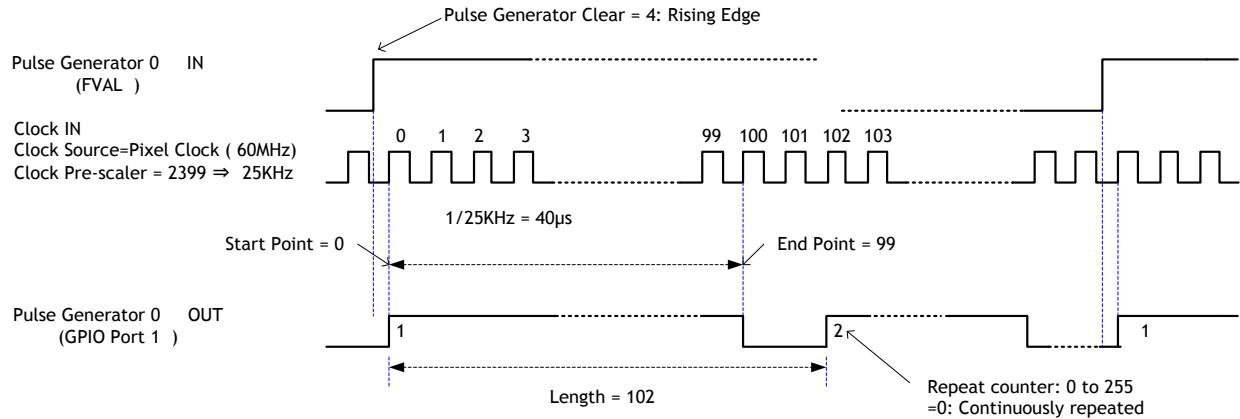 Pulse Generator Clear = 4: Rising Edge
Pulse Generator 0 IN
(FVAL )
Clock IN
Clock Source=Pixel Clock ( 60MHz)
Clock Pre-scaler = 2399 ⇒ 25KHz
0 1 2 3 99 100 101 102 103
1/25KHz = 40µs
Start Point = 0
End Point = 99
Pulse Generator 0 OUT
(GPIO Port 1 )
1 2 1
Length = 102
Repeat counter: 0 to 255
=0: Continuously repeated